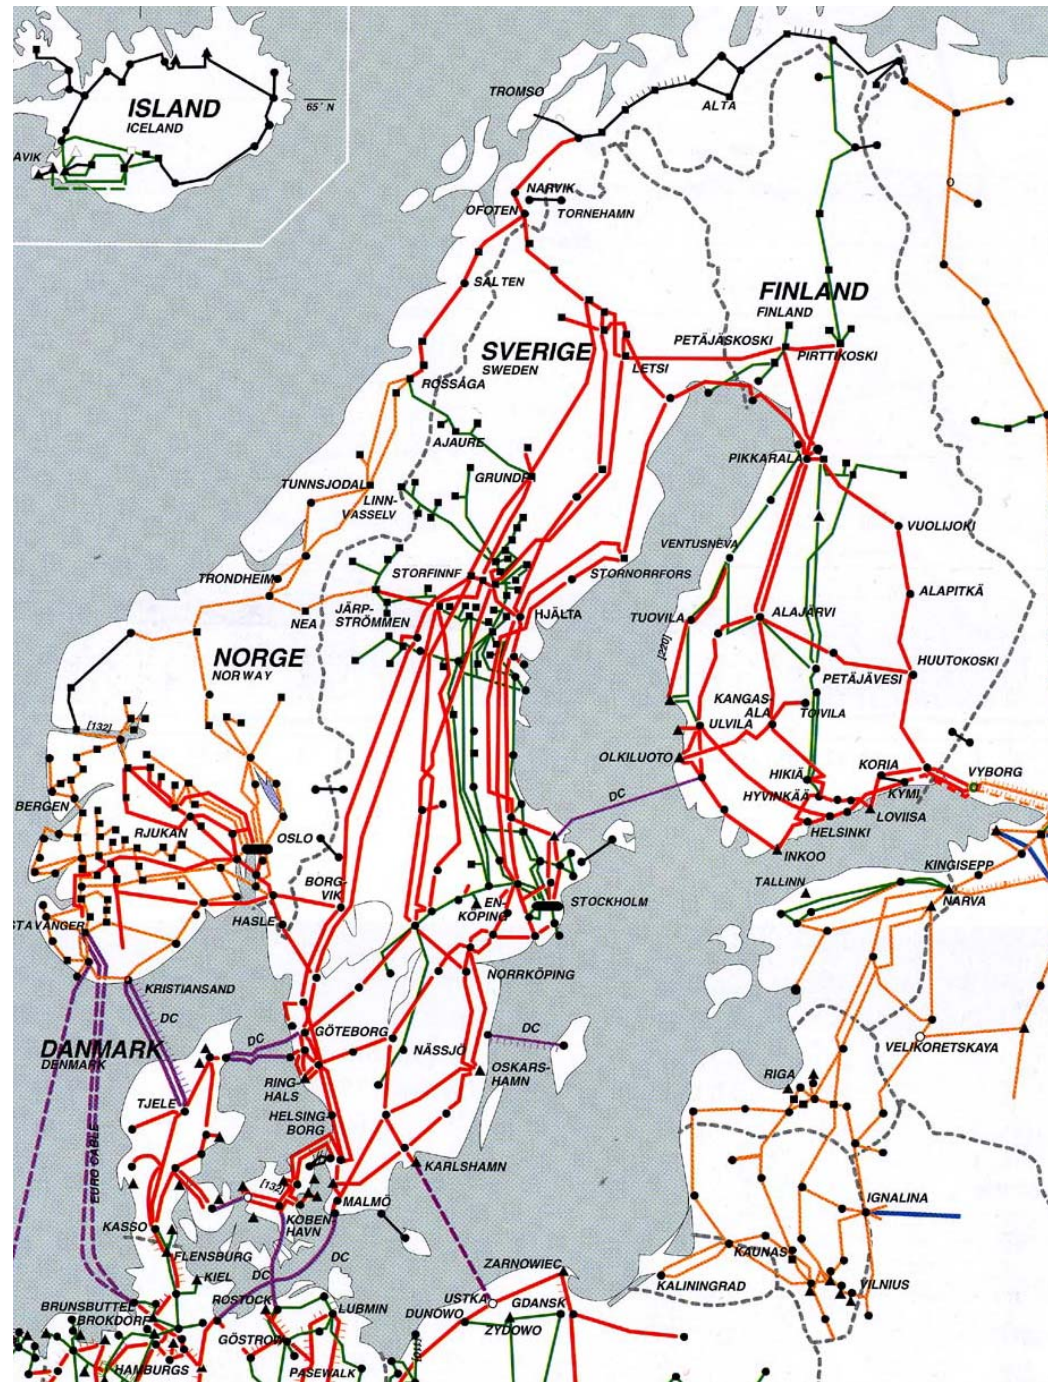 ISLAND
ICELAND
65° N
AVIK
TROMSO
ALTA
NARVIK
OFOTEN
TORNEHAMN
SALTEN
FINLAND
FINLAND
PETÄJÄSKOSKI
PIRTTIKOSKI
SVERIGE
SWEDEN
LETSI
RÖSSÅGA
AJAURE
GRUNDF
PIKKARALA
TUNNSJODAL
LINN-
VASSELV
VUOLIJOKI
VENTUSNEVA
TRONDHEIM
STORFINNF
STORNORRFORS
ALAPITKÄ
NEA
JÄRP-
STRÖMMEN
HJÄLTA
TUOVILA
ALAJÄRVI
NORGE
NORWAY
[220]
HUUTOKOSKI
PETÄJÄVESI
KANGAS-
ALA
TOIVILA
ULVILA
[132]
OLKILUOTO
HIKIÄ
KORIA
VYBORG
BERGEN
DC
HYVINKÄÄ
KYMI
LOVIISA
RJUKAN
OSLO
HELSINKI
INKOO
KINGISEPP
TALLINN
NARVA
BORG-
VIK
EN-
KÖPING
STOCKHOLM
STAVANGER
HASLE
NORRKÖPING
KRISTIANSAND
DC
DC
GÖTEBORG
DC
DANMARK
DENMARK
NÄSSJÖ
OSKARS-
HAMN
VELIKORETSKAYA
RIGA
RING-
HALS
TJELE
HELSING-
BORG
EURO CABLE
KARLSHAMN
[132]
MALMÖ
IGNALINA
KASSO
KOBEN-
HAVN
KAUNAS
FLENSBURG
DC
DC
ZARNOWIEC
KALININGRAD
VILNIUS
KIEL
BRUNSBUTTEL
ROSTOCK
LUBMIN
USTKA
GDANSK
BROKDORF
DUNOWO
ZYDOWO
GÖSTROW
HAMBURGS
PASEWALK